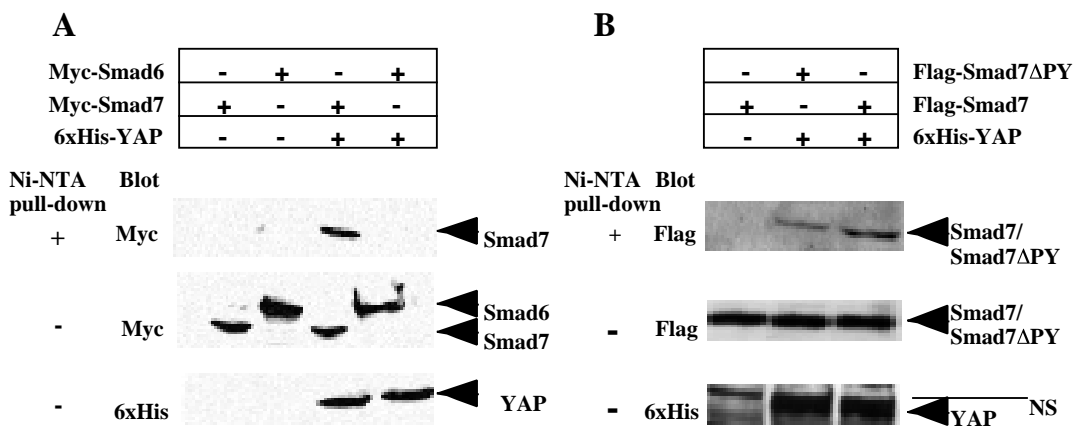 A
Myc-Smad6 - + - +
Myc-Smad7 + - + -
6xHis-YAP - - + +
Ni-NTA pull-down Blot
+ Myc Smad7
- Myc Smad6
Smad7
- 6xHis YAP
B
- + - Flag-Smad7ΔPY
+ - + Flag-Smad7
- + + 6xHis-YAP
Ni-NTA pull-down Blot
+ Flag Smad7/
Smad7ΔPY
- Flag Smad7/
Smad7ΔPY
- 6xHis NS
YAP